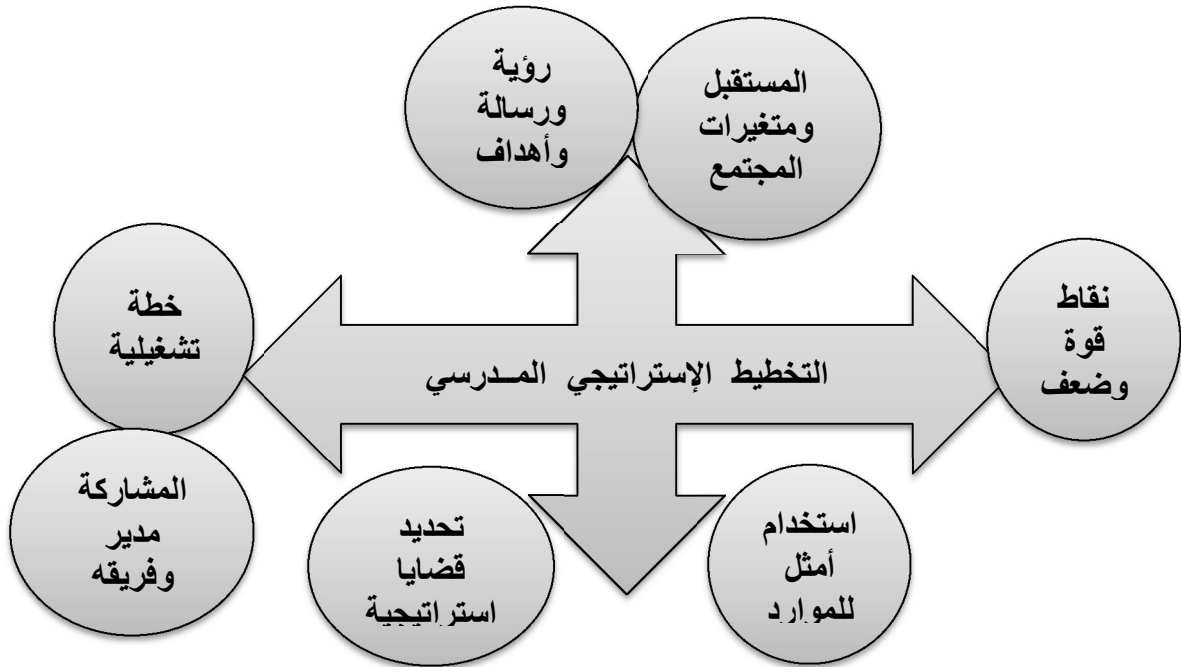 المستقبل
ومتغيرات
المجتمع
رؤية
ورسالة
وأهداف
نقاط
قوة
وضعف
التخطيط الإستراتيجي المــدرسي
خطة
تشغيلية
المشاركة
مدير
وفريقه
استخدام
أمثل
للموارد
تحديد
قضايا
استراتيجية